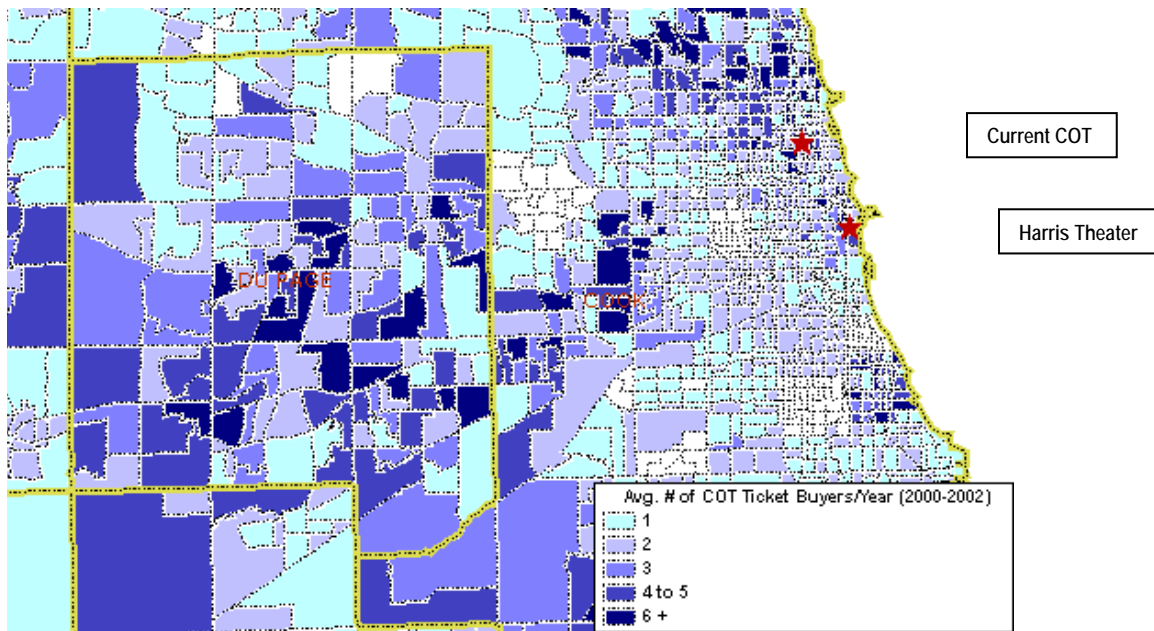 Current COT
Harris Theater
DU PAGE
COOK
Avg. # of COT Ticket Buyers/Year (2000-2002)
1
2
3
4 to 5
6 +